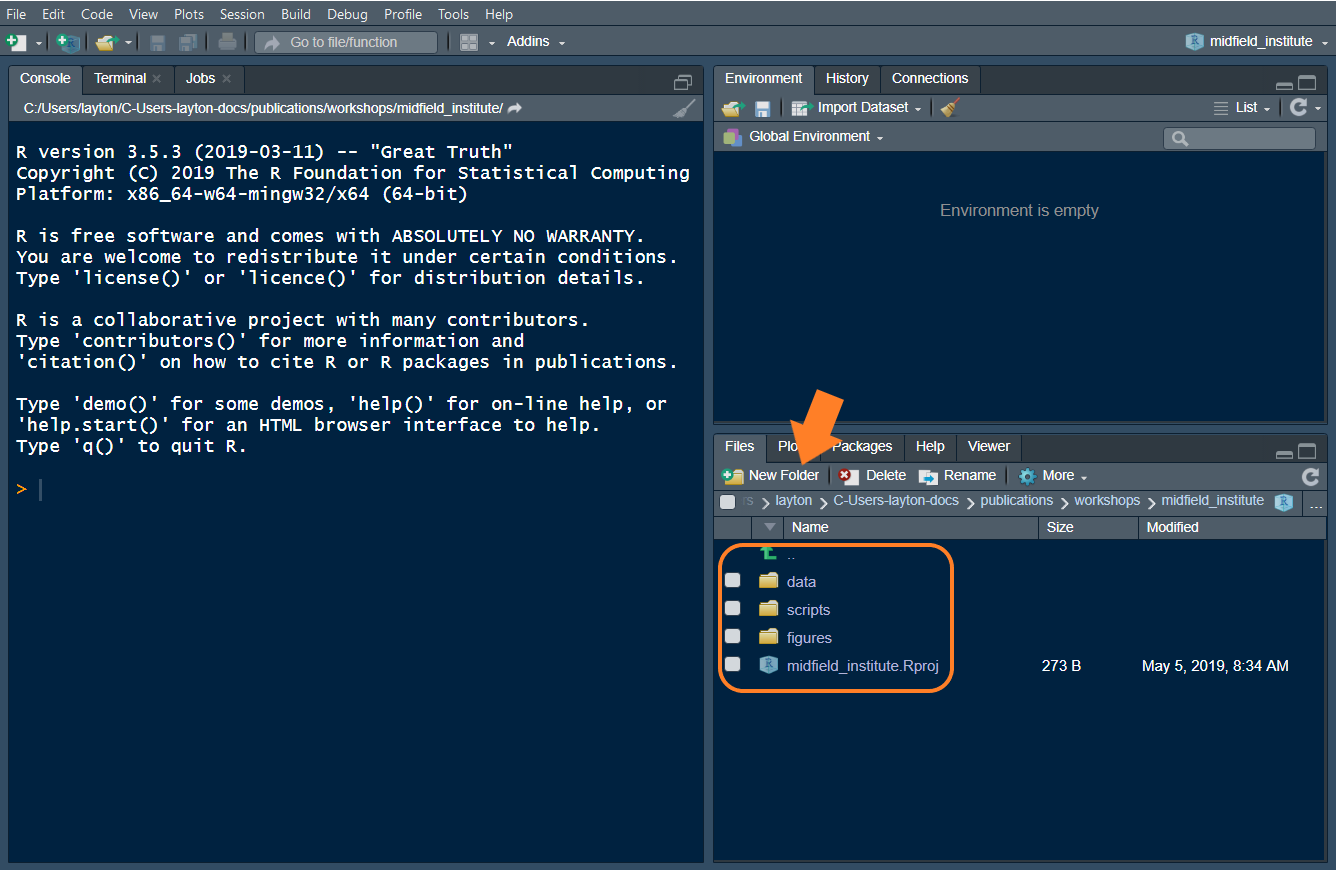 File Edit Code View Plots Session Build Debug Profile Tools Help
Go to file/function Addins midfield_institute
Console Terminal Jobs
C:/Users/layton/C-Users-layton-docs/publications/workshops/midfield_institute/
R version 3.5.3 (2019-03-11) -- "Great Truth"
Copyright (C) 2019 The R Foundation for Statistical Computing
Platform: x86_64-w64-mingw32/x64 (64-bit)
R is free software and comes with ABSOLUTELY NO WARRANTY.
You are welcome to redistribute it under certain conditions.
Type 'license()' or 'licence()' for distribution details.
R is a collaborative project with many contributors.
Type 'contributors()' for more information and
'citation()' on how to cite R or R packages in publications.
Type 'demo()' for some demos, 'help()' for on-line help, or
'help.start()' for an HTML browser interface to help.
Type 'q()' to quit R.
>
Environment History Connections
Import Dataset List
Global Environment
Environment is empty
Files Packages Help Viewer
New Folder Delete Rename More
layton C-Users-layton-docs publications workshops midfield_institute ...
Name Size Modified
..
data
scripts
figures
midfield_institute.Rproj 273 B May 5, 2019, 8:34 AM